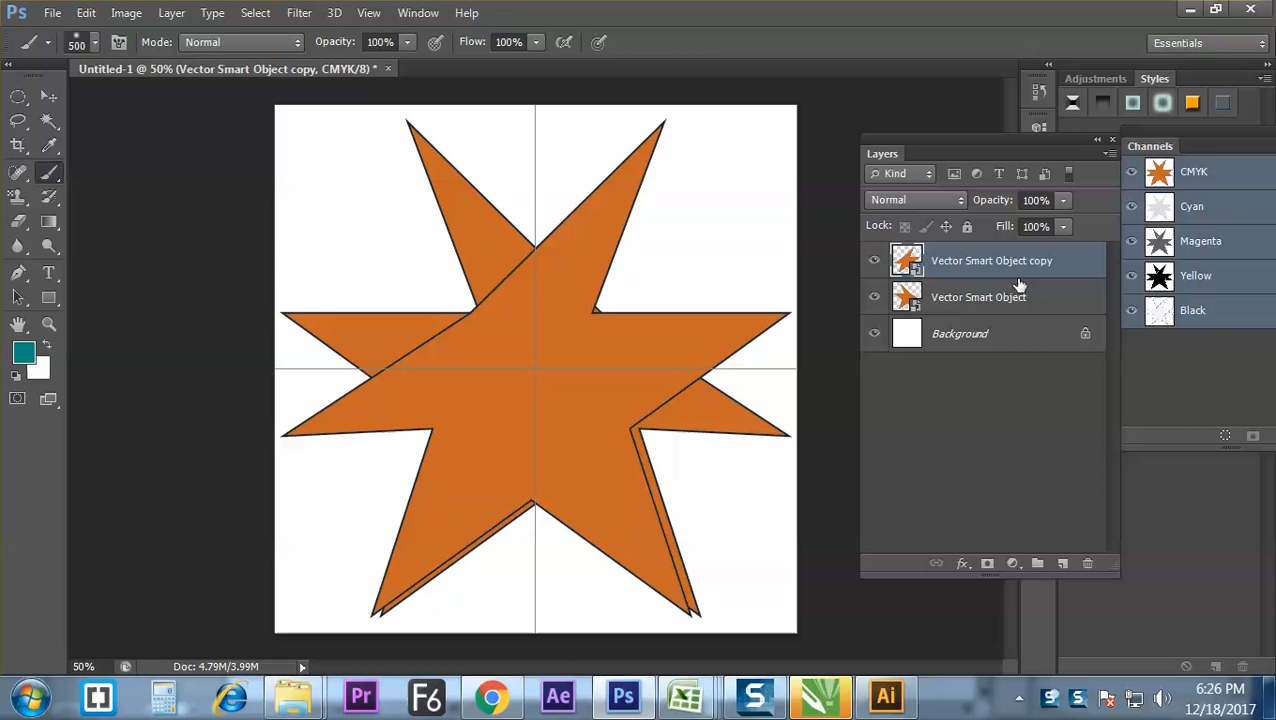 Ps File Edit Image Layer Type Select Filter 3D View Window Help
500 Mode: Normal Opacity: 100% Flow: 100% Essentials
Untitled-1 @ 50% (Vector Smart Object copy, CMYK/8) * ×
Adjustments Styles
Layers
Channels
Kind
CMYK
Normal Opacity: 100%
Cyan
Lock: Fill: 100%
Magenta
Vector Smart Object copy
Yellow
Vector Smart Object
Black
Background
fx
50% Doc: 4.79M/3.99M
Pr F6 Ae Ps S Ai S S
6:26 PM
12/18/2017